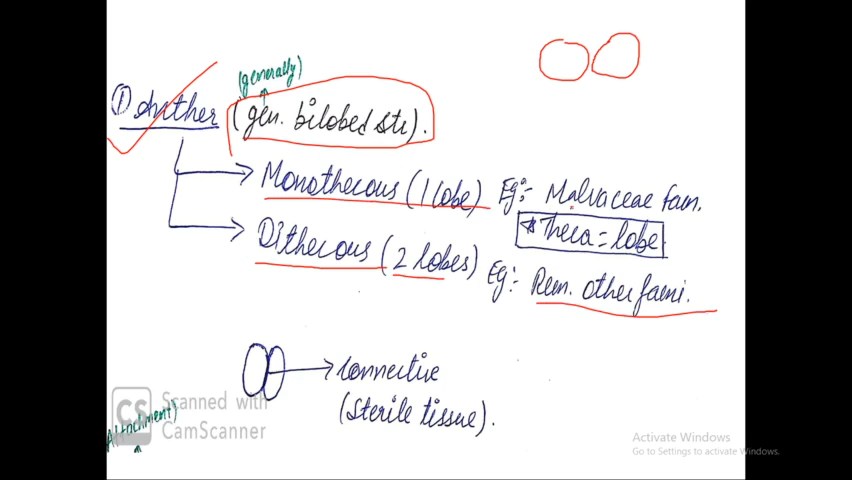 (generally)
① Anther (gen. bilobed str).
Monothecous (1 lobe) Eg:- Malvaceae fam.
* Theca = lobe.
Dithecous (2 lobes) Eg:- Rem. other fami.
Connective
(sterile tissue).
Attachment)
CS Scanned with
CamScanner
Activate Windows
Go to Settings to activate Windows.